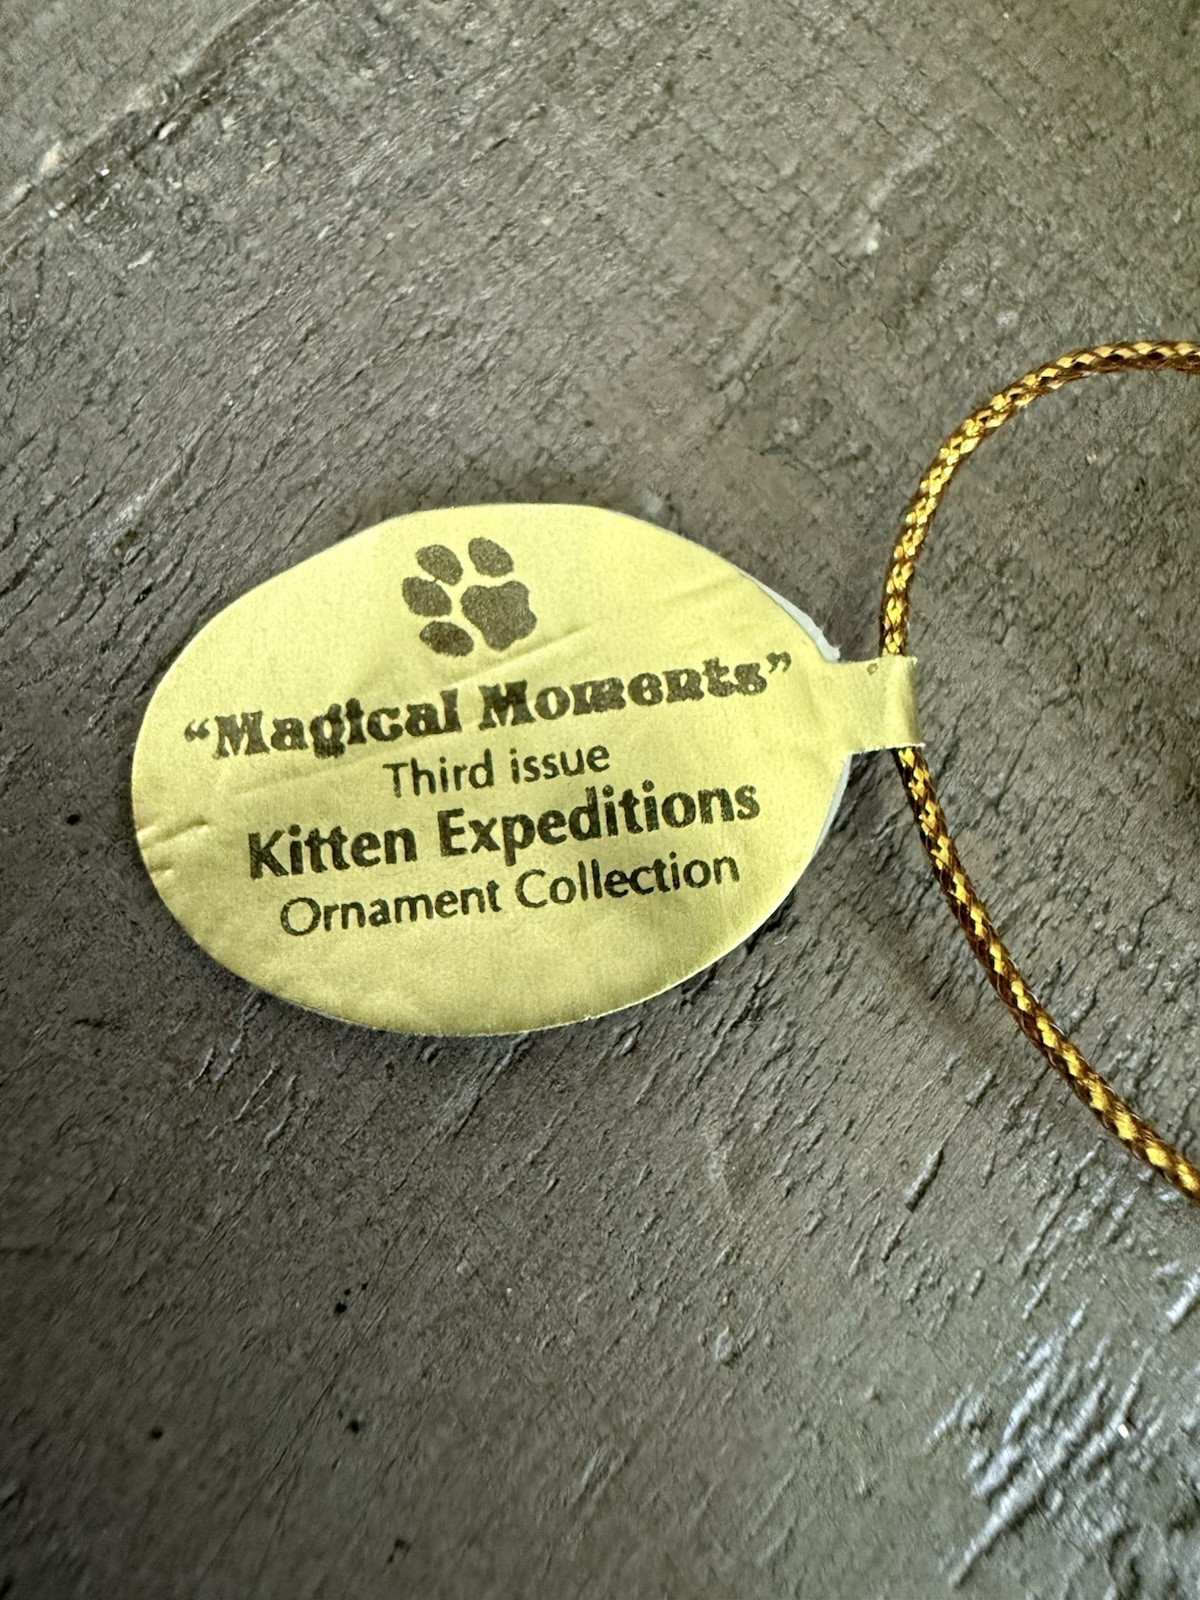 “Magical Moments”
Third issue
Kitten Expeditions
Ornament Collection